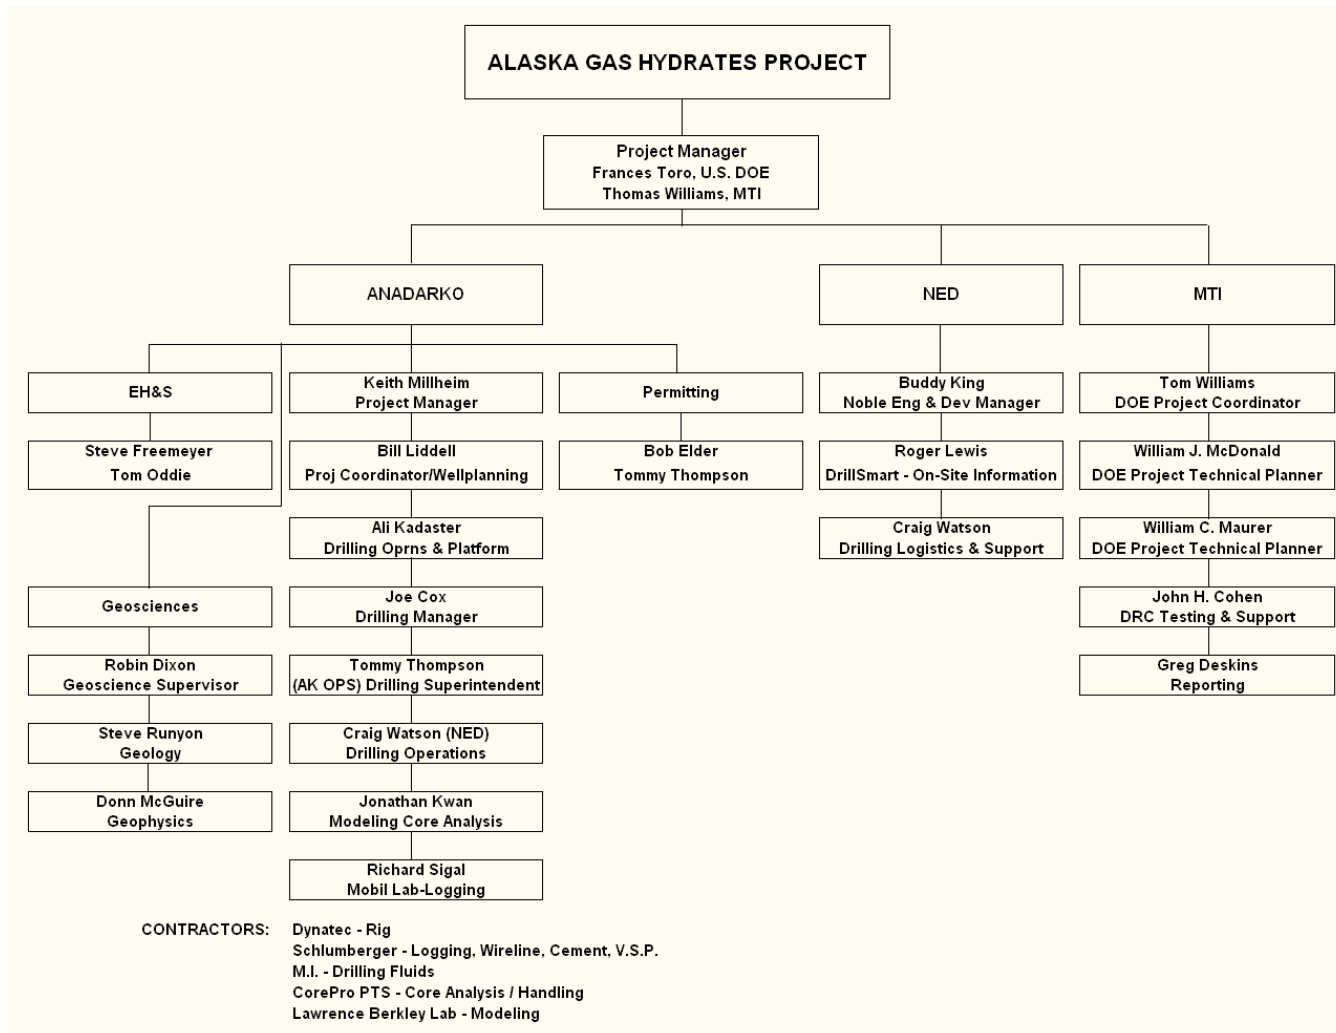 ALASKA GAS HYDRATES PROJECT
Project Manager
Frances Toro, U.S. DOE
Thomas Williams, MTI
ANADARKO
NED
MTI
EH&S
Steve Freemeyer
Tom Oddie
Geosciences
Robin Dixon
Geoscience Supervisor
Steve Runyon
Geology
Donn McGuire
Geophysics
Keith Millheim
Project Manager
Bill Liddell
Proj Coordinator/Wellplanning
Ali Kadaster
Drilling Oprns & Platform
Joe Cox
Drilling Manager
Tommy Thompson
(AK OPS) Drilling Superintendent
Craig Watson (NED)
Drilling Operations
Jonathan Kwan
Modeling Core Analysis
Richard Sigal
Mobil Lab-Logging
Permitting
Bob Elder
Tommy Thompson
Buddy King
Noble Eng & Dev Manager
Roger Lewis
DrillSmart - On-Site Information
Craig Watson
Drilling Logistics & Support
Tom Williams
DOE Project Coordinator
William J. McDonald
DOE Project Technical Planner
William C. Maurer
DOE Project Technical Planner
John H. Cohen
DRC Testing & Support
Greg Deskins
Reporting
CONTRACTORS: Dynatec - Rig
Schlumberger - Logging, Wireline, Cement, V.S.P.
M.I. - Drilling Fluids
CorePro PTS - Core Analysis / Handling
Lawrence Berkley Lab - Modeling